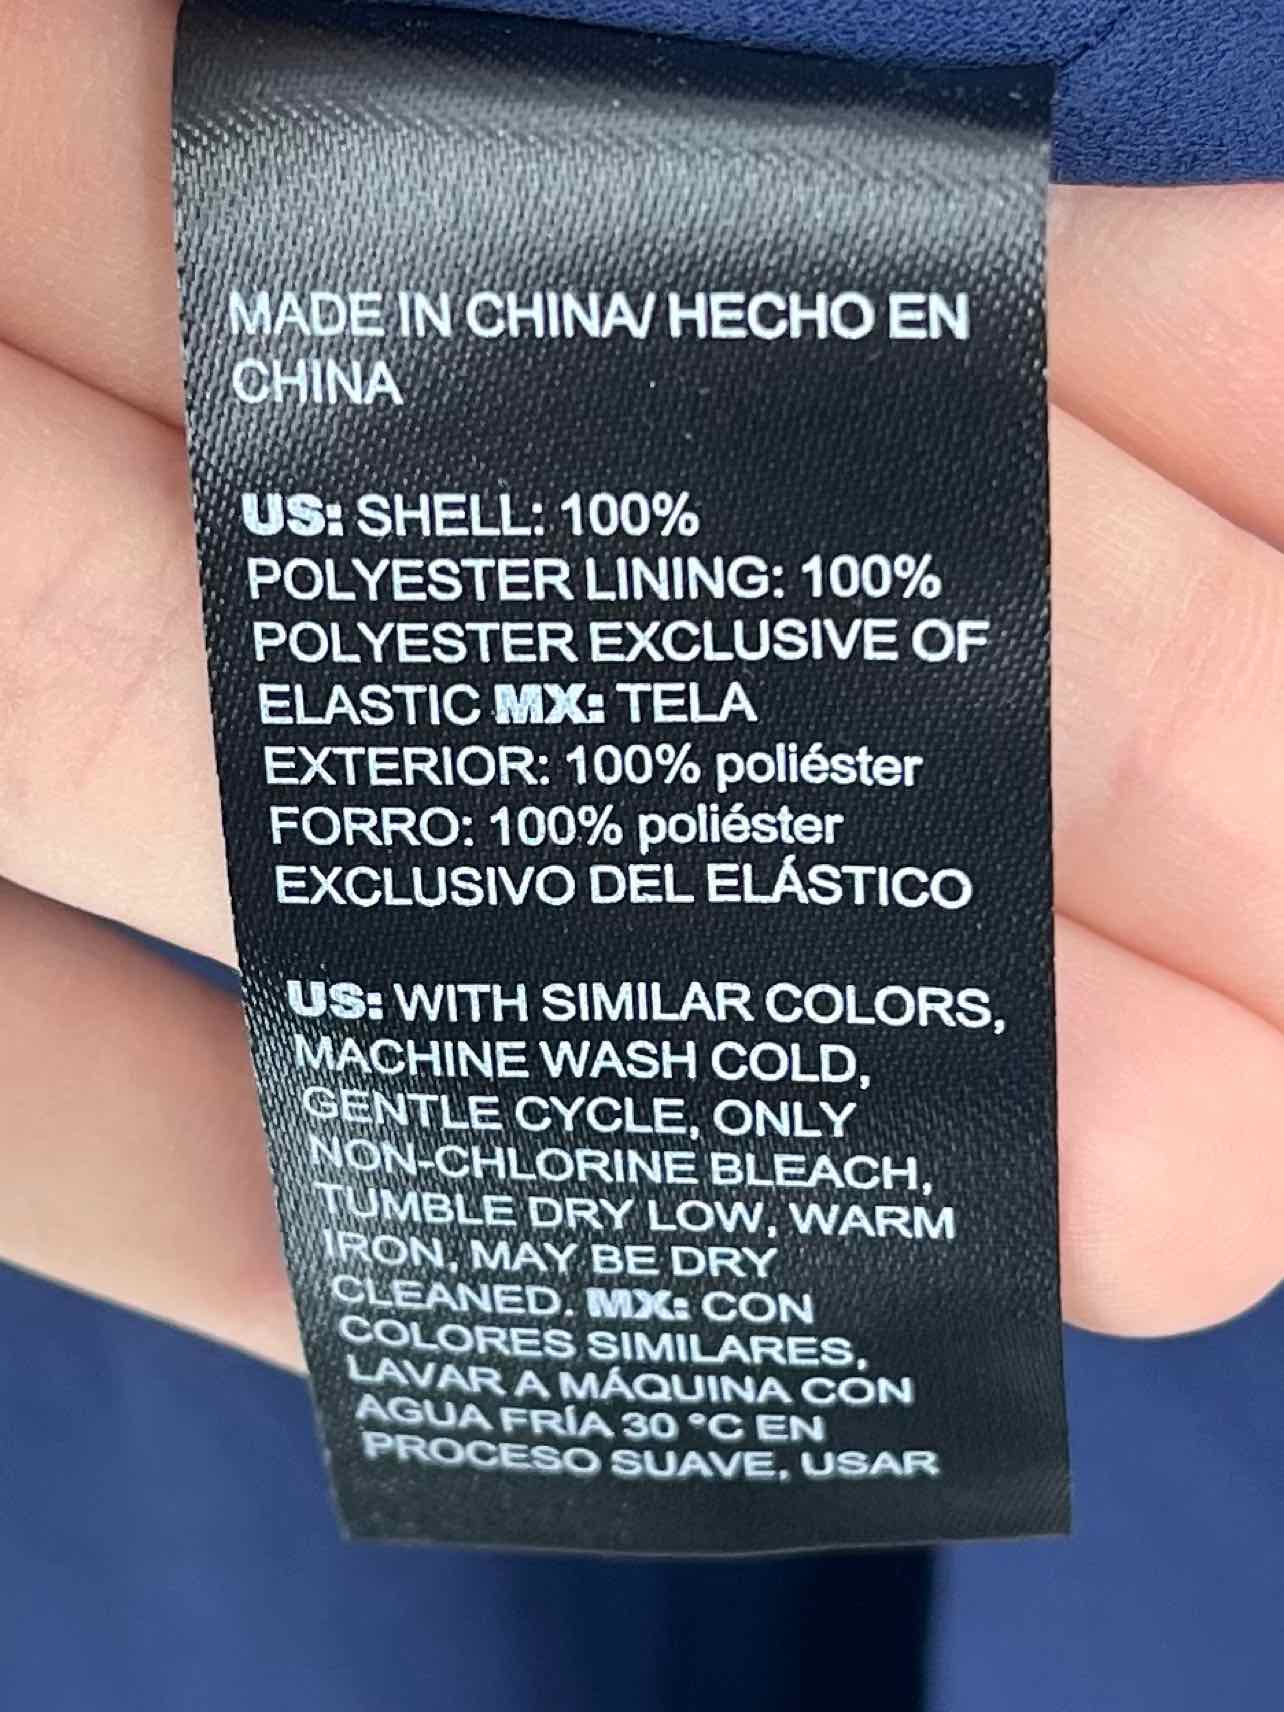 MADE IN CHINA/ HECHO EN
CHINA
US: SHELL: 100%
POLYESTER LINING: 100%
POLYESTER EXCLUSIVE OF
ELASTIC MX: TELA
EXTERIOR: 100% poliéster
FORRO: 100% poliéster
EXCLUSIVO DEL ELÁSTICO
US: WITH SIMILAR COLORS,
MACHINE WASH COLD,
GENTLE CYCLE, ONLY
NON-CHLORINE BLEACH,
TUMBLE DRY LOW, WARM
IRON, MAY BE DRY
CLEANED. MX: CON
COLORES SIMILARES,
LAVAR A MÁQUINA CON
AGUA FRÍA 30 °C EN
PROCESO SUAVE, USAR